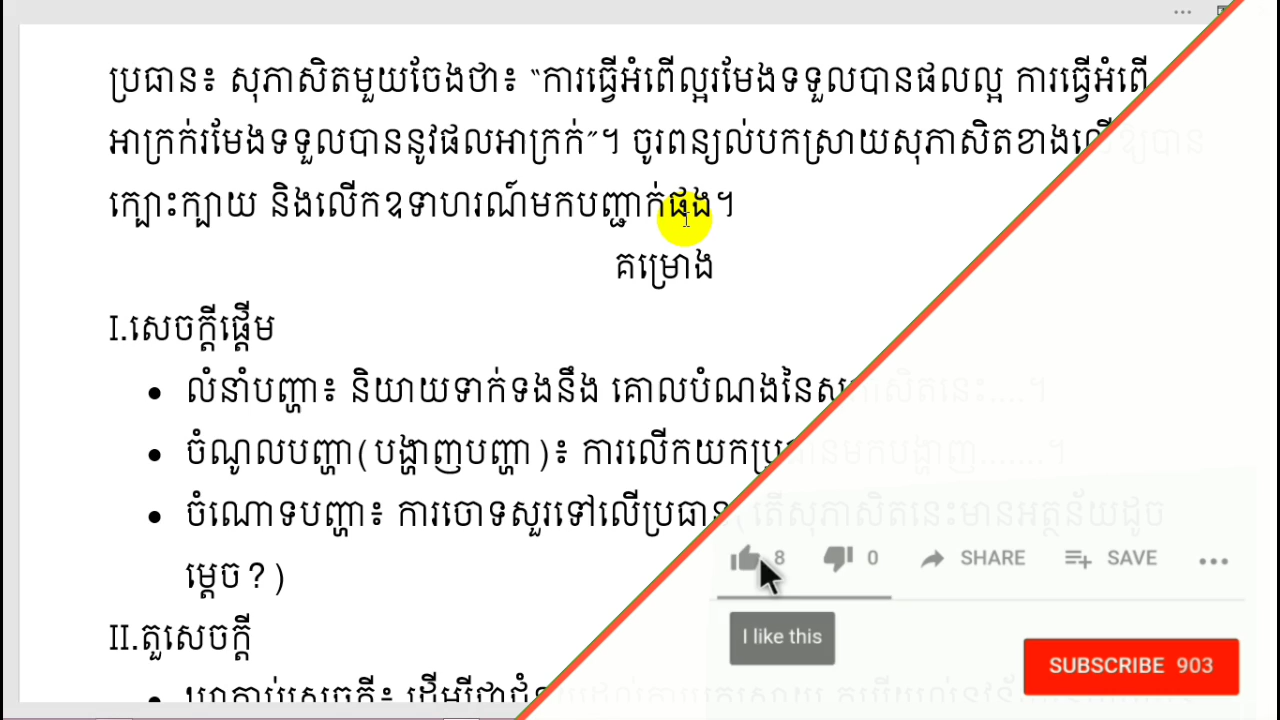 ប្រធាន៖ សុភាសិតមួយចែងថា៖ “ការធ្វើអំពើល្អរមែងទទួលបានផលល្អ ការធ្វើអំពើ
អាក្រក់រមែងទទួលបាននូវផលអាក្រក់”។ ចូរពន្យល់បកស្រាយសុភាសិតខាងលើឱ្យបាន
ក្បោះក្បាយ និងលើកឧទាហរណ៍មកបញ្ជាក់ផង។
គម្រោង
I.សេចក្តីផ្តើម
• លំនាំបញ្ហា៖ និយាយទាក់ទងនឹង គោលបំណងនៃសុភាសិតនេះ....។
• ចំណូលបញ្ហា(បង្ហាញបញ្ហា)៖ ការលើកយកប្រធានមកបង្ហាញ.......។
• ចំណោទបញ្ហា៖ ការចោទសួរទៅលើប្រធាន( តើសុភាសិតនេះមានអត្ថន័យដូច
ម្តេច?)
8 0 SHARE SAVE
I like this
II.តួសេចក្តី
SUBSCRIBE 903